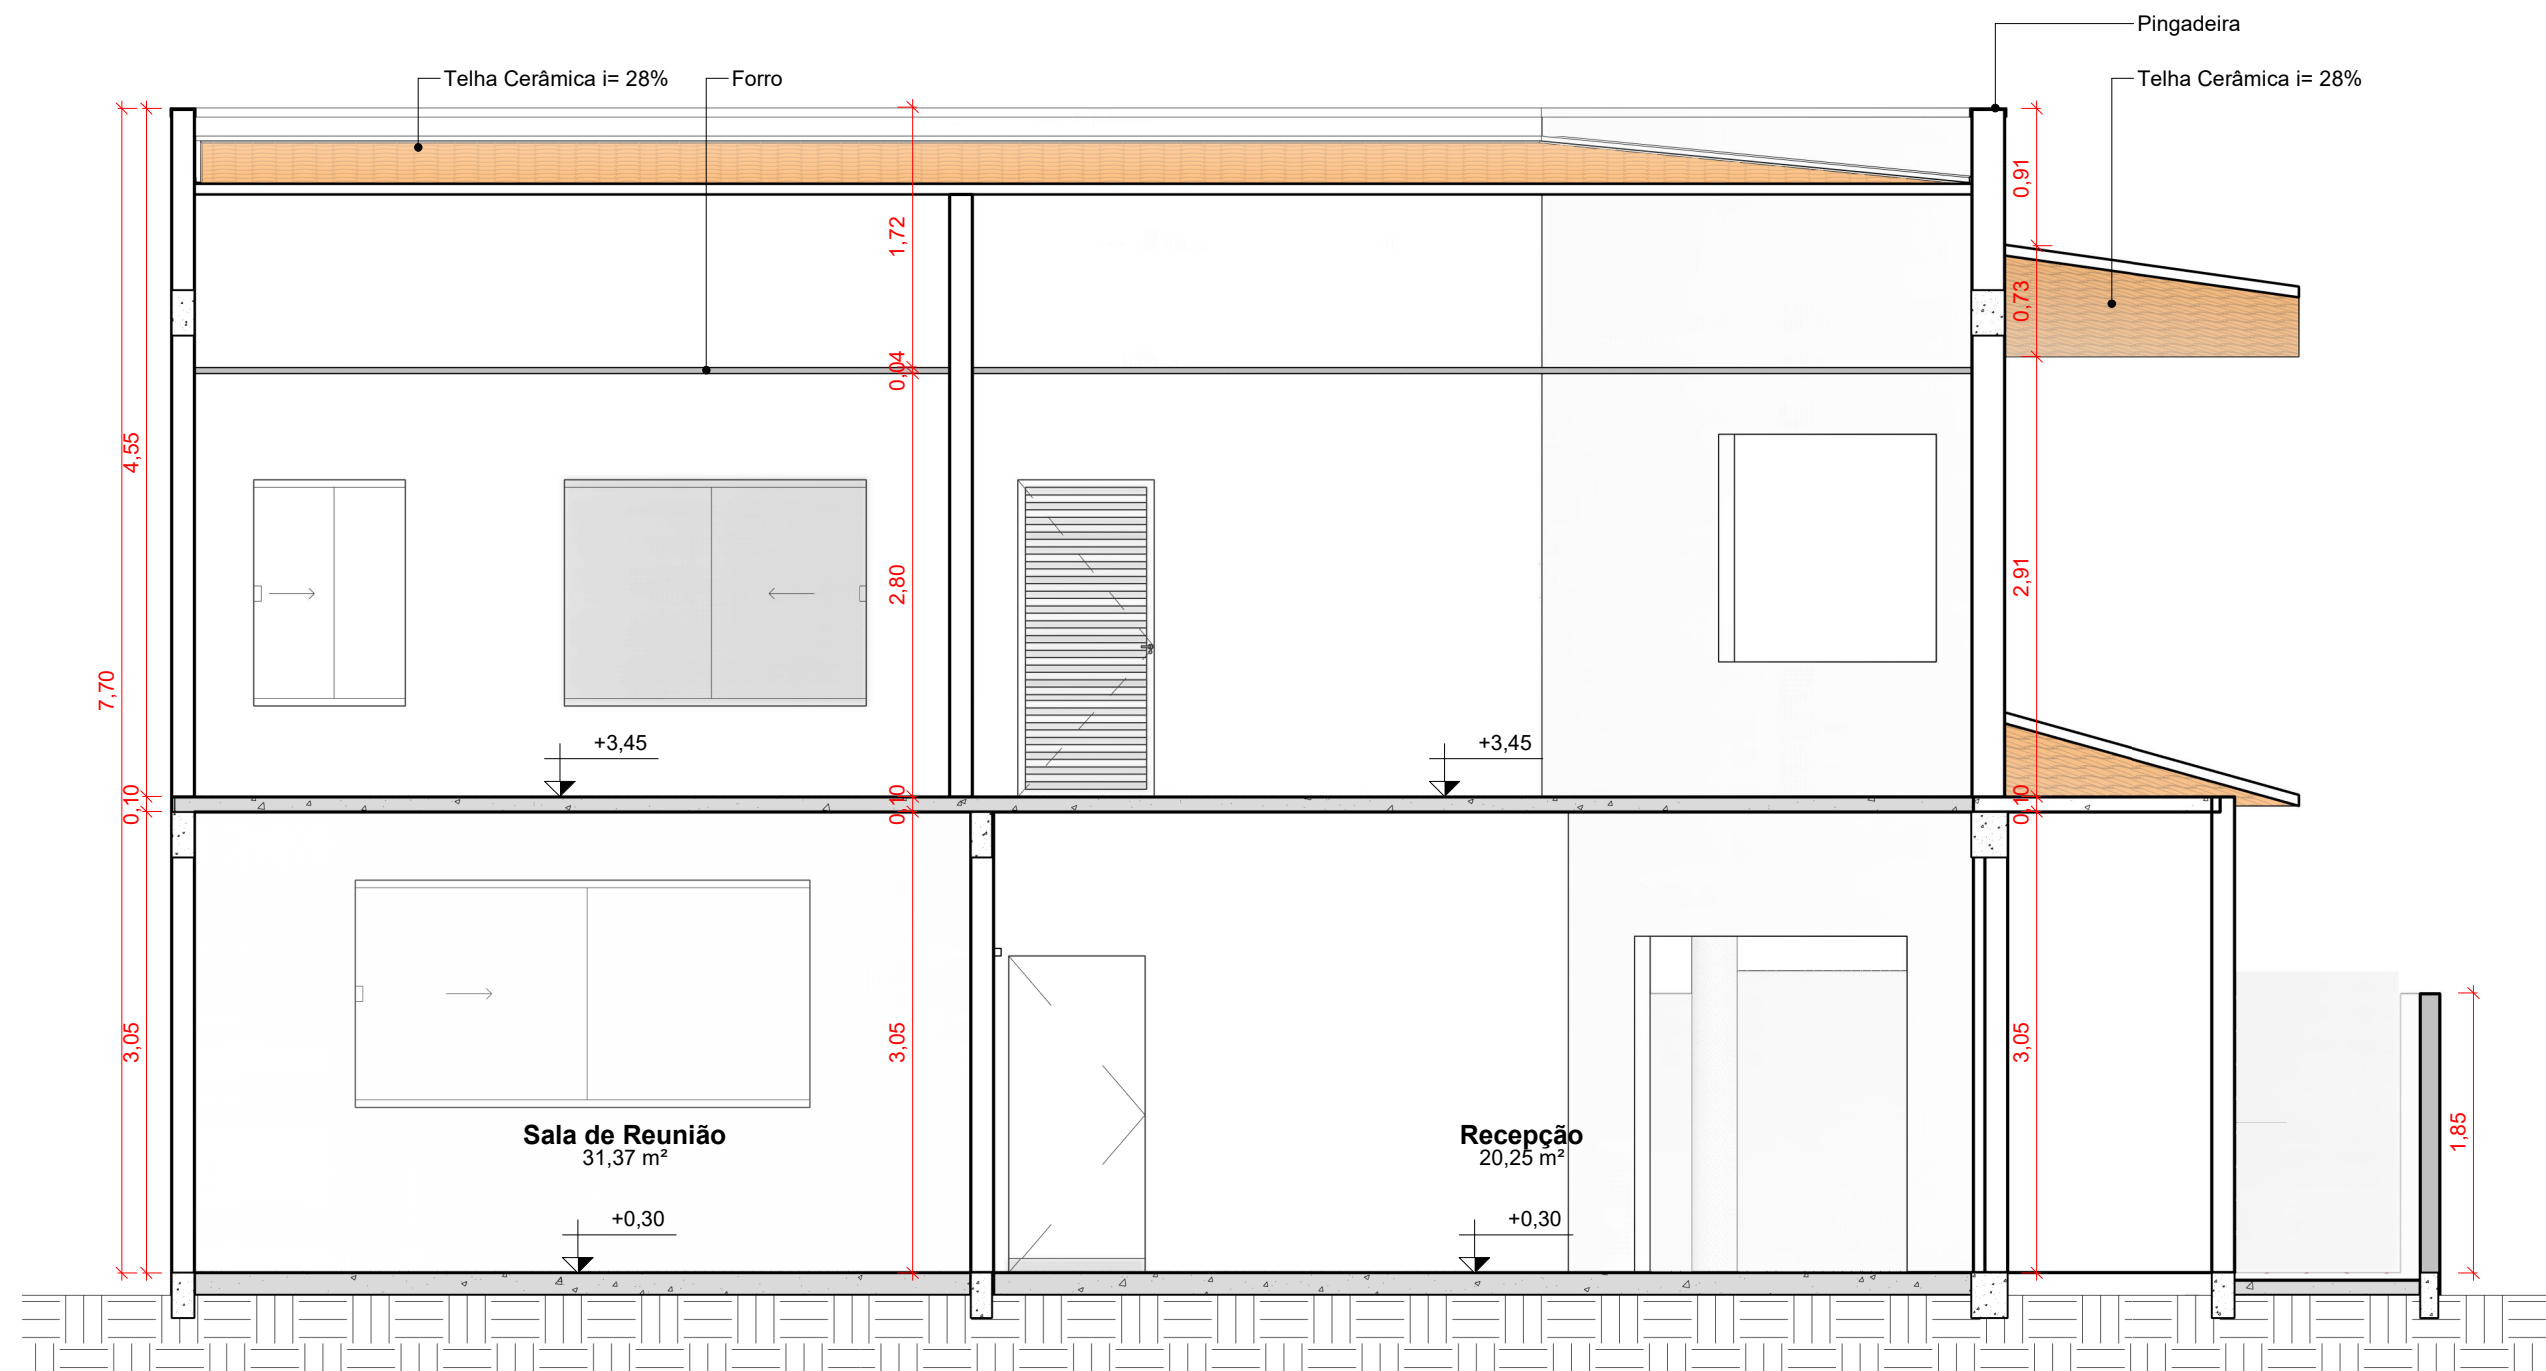 Pingadeira
Telha Cerâmica i= 28%
Forro
Telha Cerâmica i= 28%
0,91
1,72
0,73
0,04
4,55
2,80
2,91
7,70
+3,45
+3,45
0,10
0,10
0,10
3,05
3,05
3,05
1,85
Sala de Reunião
31,37 m²
Recepção
20,25 m²
+0,30
+0,30